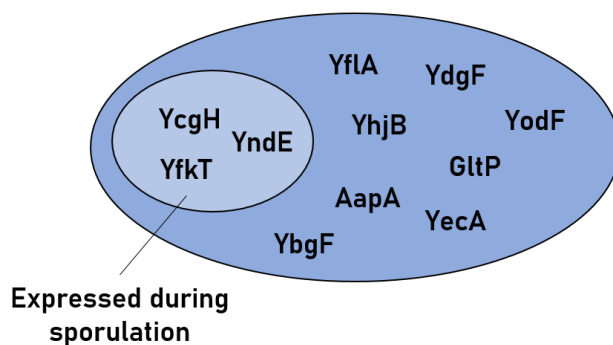 YflA
YdgF
YcgH
YndE
YhjB
YodF
YfkT
GltP
AapA
YecA
YbgF
Expressed during
sporulation